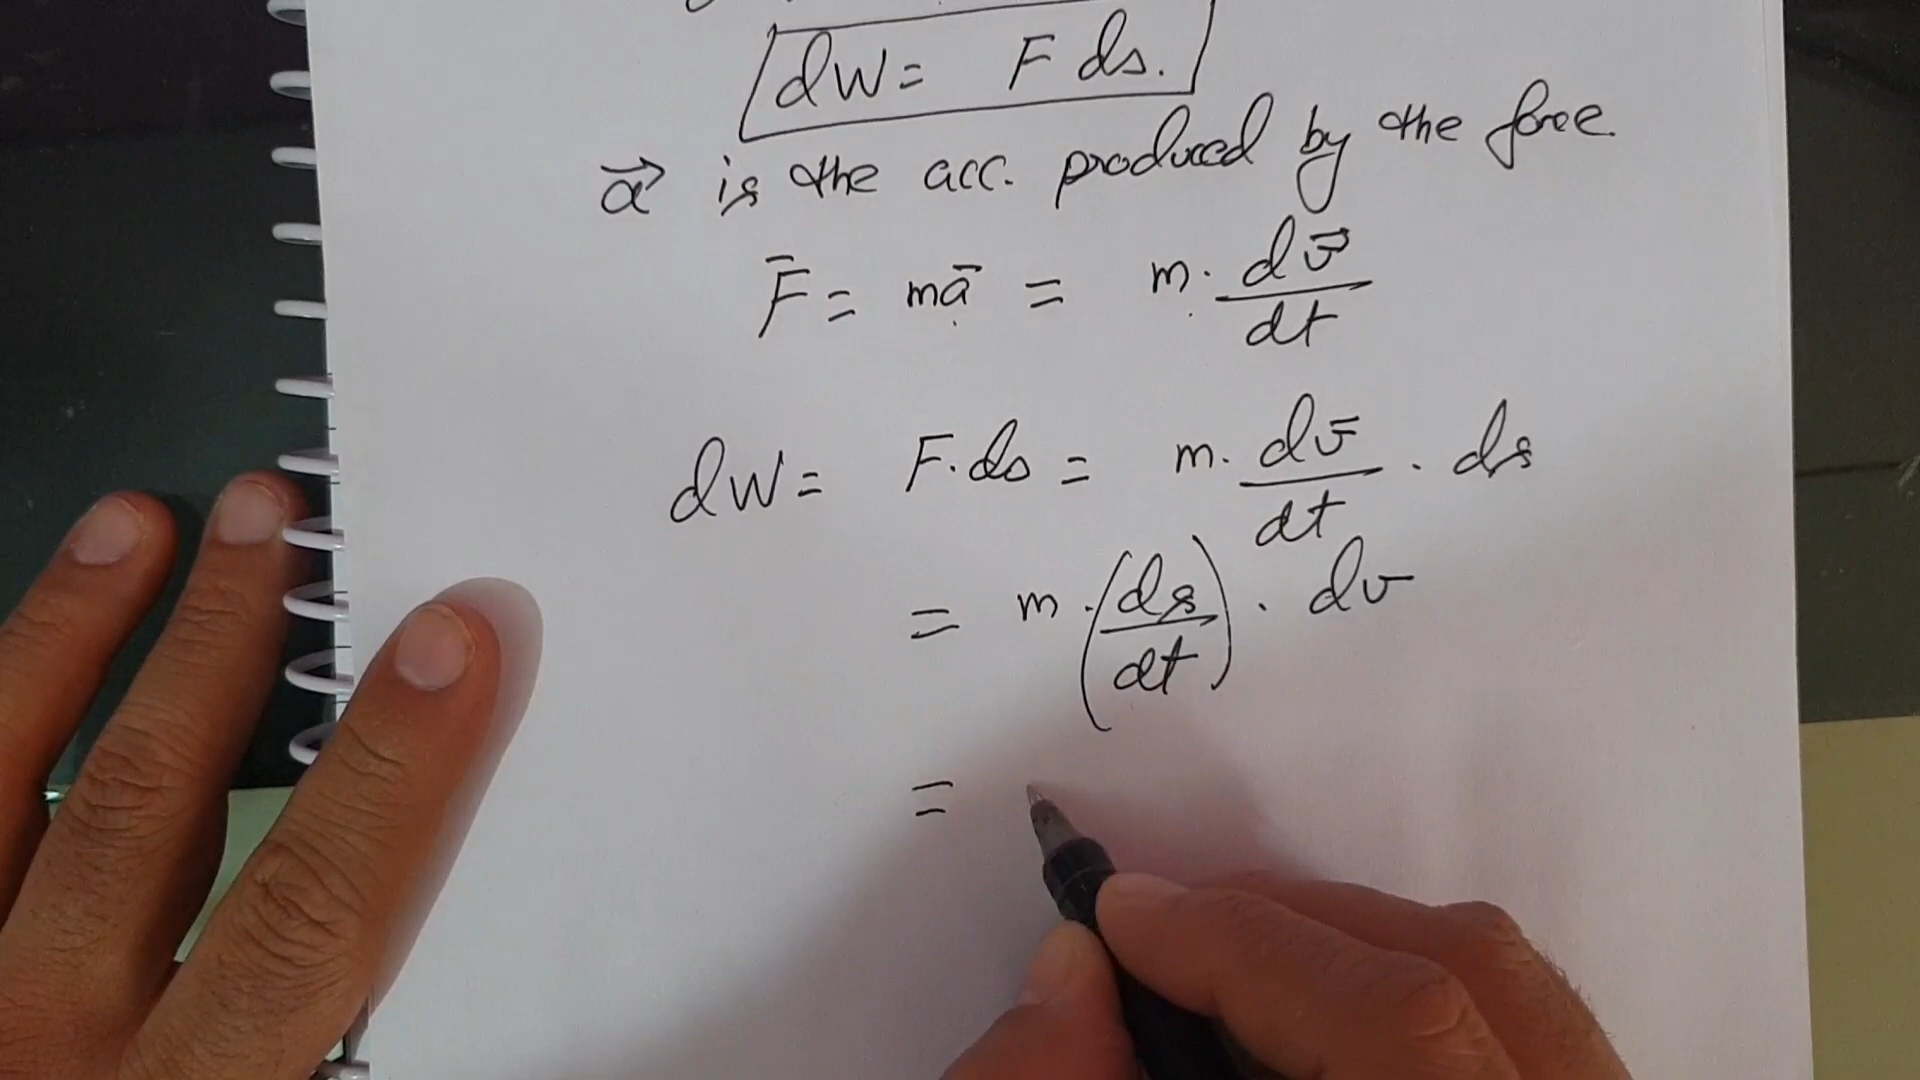 dW = F ds.
a⃗ is the acc. produced by the force.
F̄ = mā = m. dv⃗/dt
dW = F. ds = m. dv̄/dt . ds
= m. (ds/dt) . dv
=